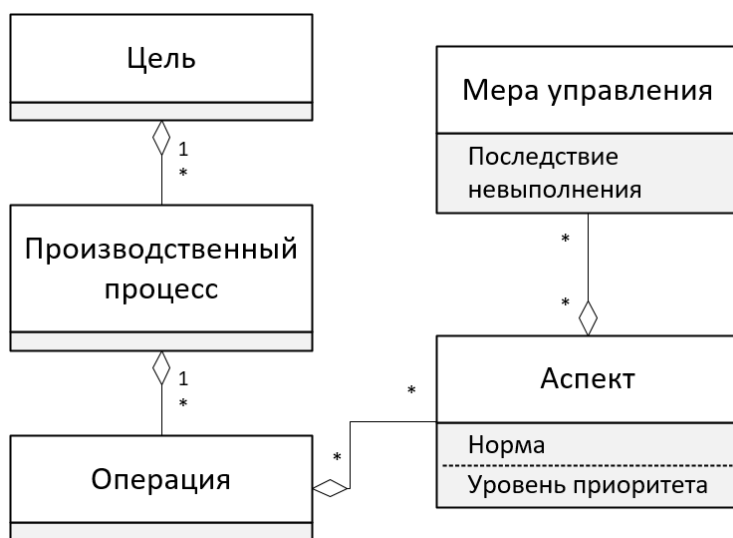 Цель
1
*
Производственный
процесс
1
*
Операция
*
*
Мера управления
Последствие
невыполнения
*
*
Аспект
Норма
Уровень приоритета